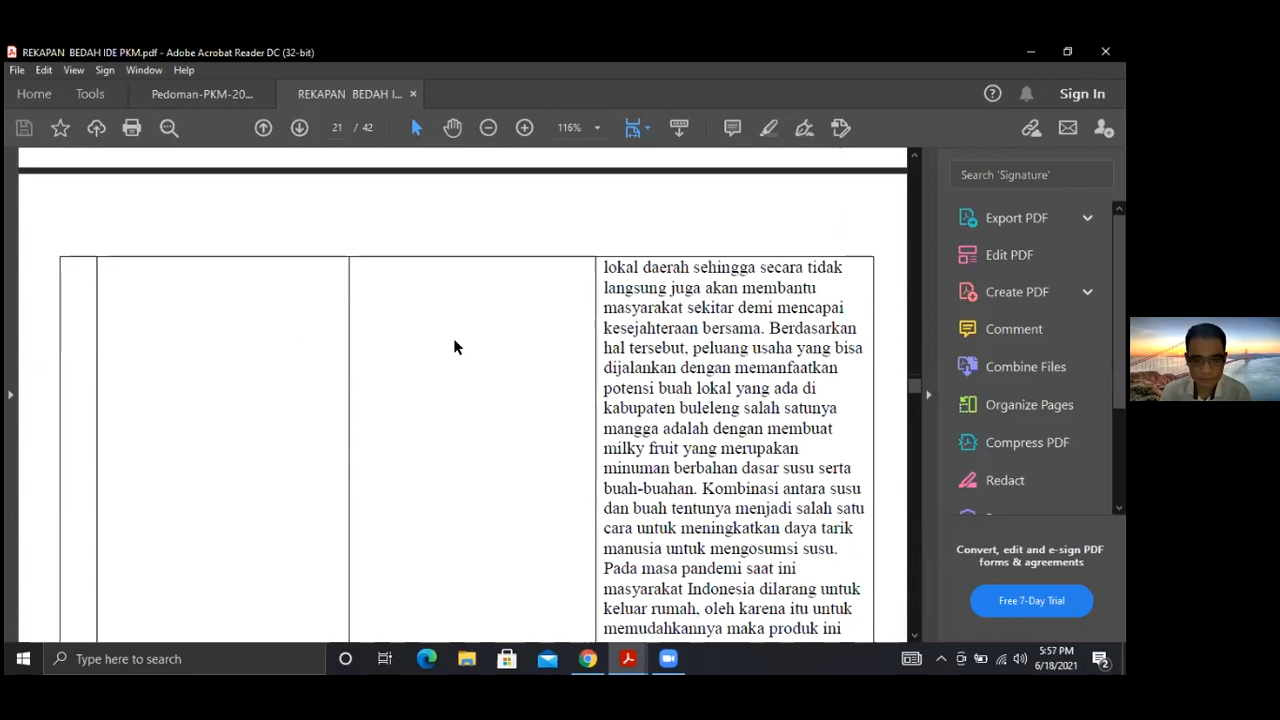 REKAPAN BEDAH IDE PKM.pdf - Adobe Acrobat Reader DC (32-bit)
File Edit View Sign Window Help
Home Tools Pedoman-PKM-20... REKAPAN BEDAH I... × Sign In
21 / 42 116%
Search 'Signature'
Export PDF
Edit PDF
Create PDF
Comment
Combine Files
Organize Pages
Compress PDF
Redact
Convert, edit and e-sign PDF
forms & agreements
Free 7-Day Trial
lokal daerah sehingga secara tidak
langsung juga akan membantu
masyarakat sekitar demi mencapai
kesejahteraan bersama. Berdasarkan
hal tersebut, peluang usaha yang bisa
dijalankan dengan memanfaatkan
potensi buah lokal yang ada di
kabupaten buleleng salah satunya
mangga adalah dengan membuat
milky fruit yang merupakan
minuman berbahan dasar susu serta
buah-buahan. Kombinasi antara susu
dan buah tentunya menjadi salah satu
cara untuk meningkatkan daya tarik
manusia untuk mengosumsi susu.
Pada masa pandemi saat ini
masyarakat Indonesia dilarang untuk
keluar rumah, oleh karena itu untuk
memudahkannya maka produk ini
Type here to search
5:57 PM
6/18/2021
2